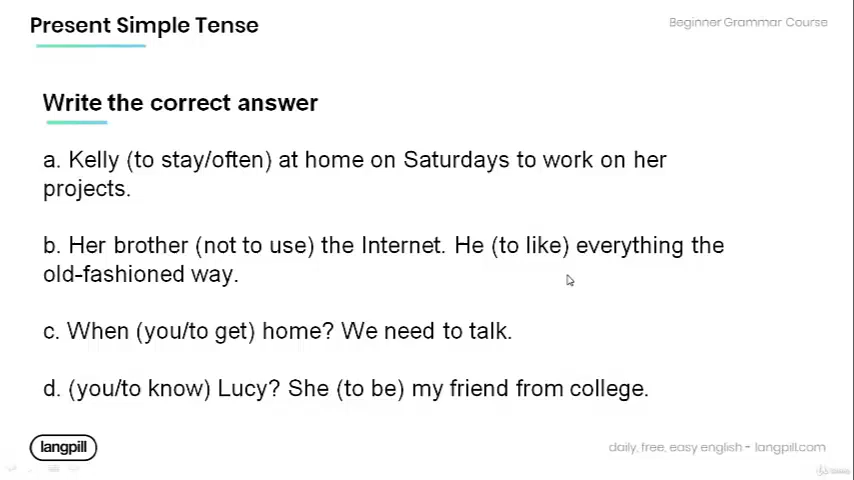 Present Simple Tense
Beginner Grammar Course
Write the correct answer
a. Kelly (to stay/often) at home on Saturdays to work on her
projects.
b. Her brother (not to use) the Internet. He (to like) everything the
old-fashioned way.
c. When (you/to get) home? We need to talk.
d. (you/to know) Lucy? She (to be) my friend from college.
langpill
daily, free, easy english - langpill.com